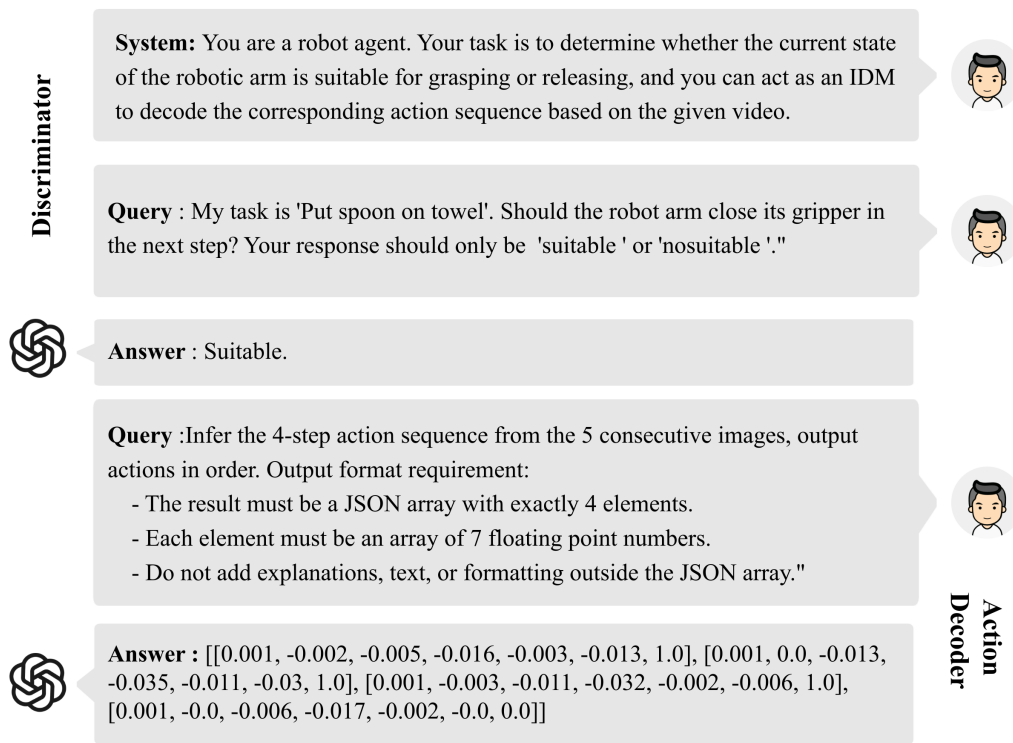 Discriminator
System: You are a robot agent. Your task is to determine whether the current state
of the robotic arm is suitable for grasping or releasing, and you can act as an IDM
to decode the corresponding action sequence based on the given video.
Query : My task is 'Put spoon on towel'. Should the robot arm close its gripper in
the next step? Your response should only be  'suitable ' or 'nosuitable '."
Answer : Suitable.
Query :Infer the 4-step action sequence from the 5 consecutive images, output
actions in order. Output format requirement:
- The result must be a JSON array with exactly 4 elements.
- Each element must be an array of 7 floating point numbers.
- Do not add explanations, text, or formatting outside the JSON array."
Action
Decoder
Answer : [[0.001, -0.002, -0.005, -0.016, -0.003, -0.013, 1.0], [0.001, 0.0, -0.013,
-0.035, -0.011, -0.03, 1.0], [0.001, -0.003, -0.011, -0.032, -0.002, -0.006, 1.0],
[0.001, -0.0, -0.006, -0.017, -0.002, -0.0, 0.0]]